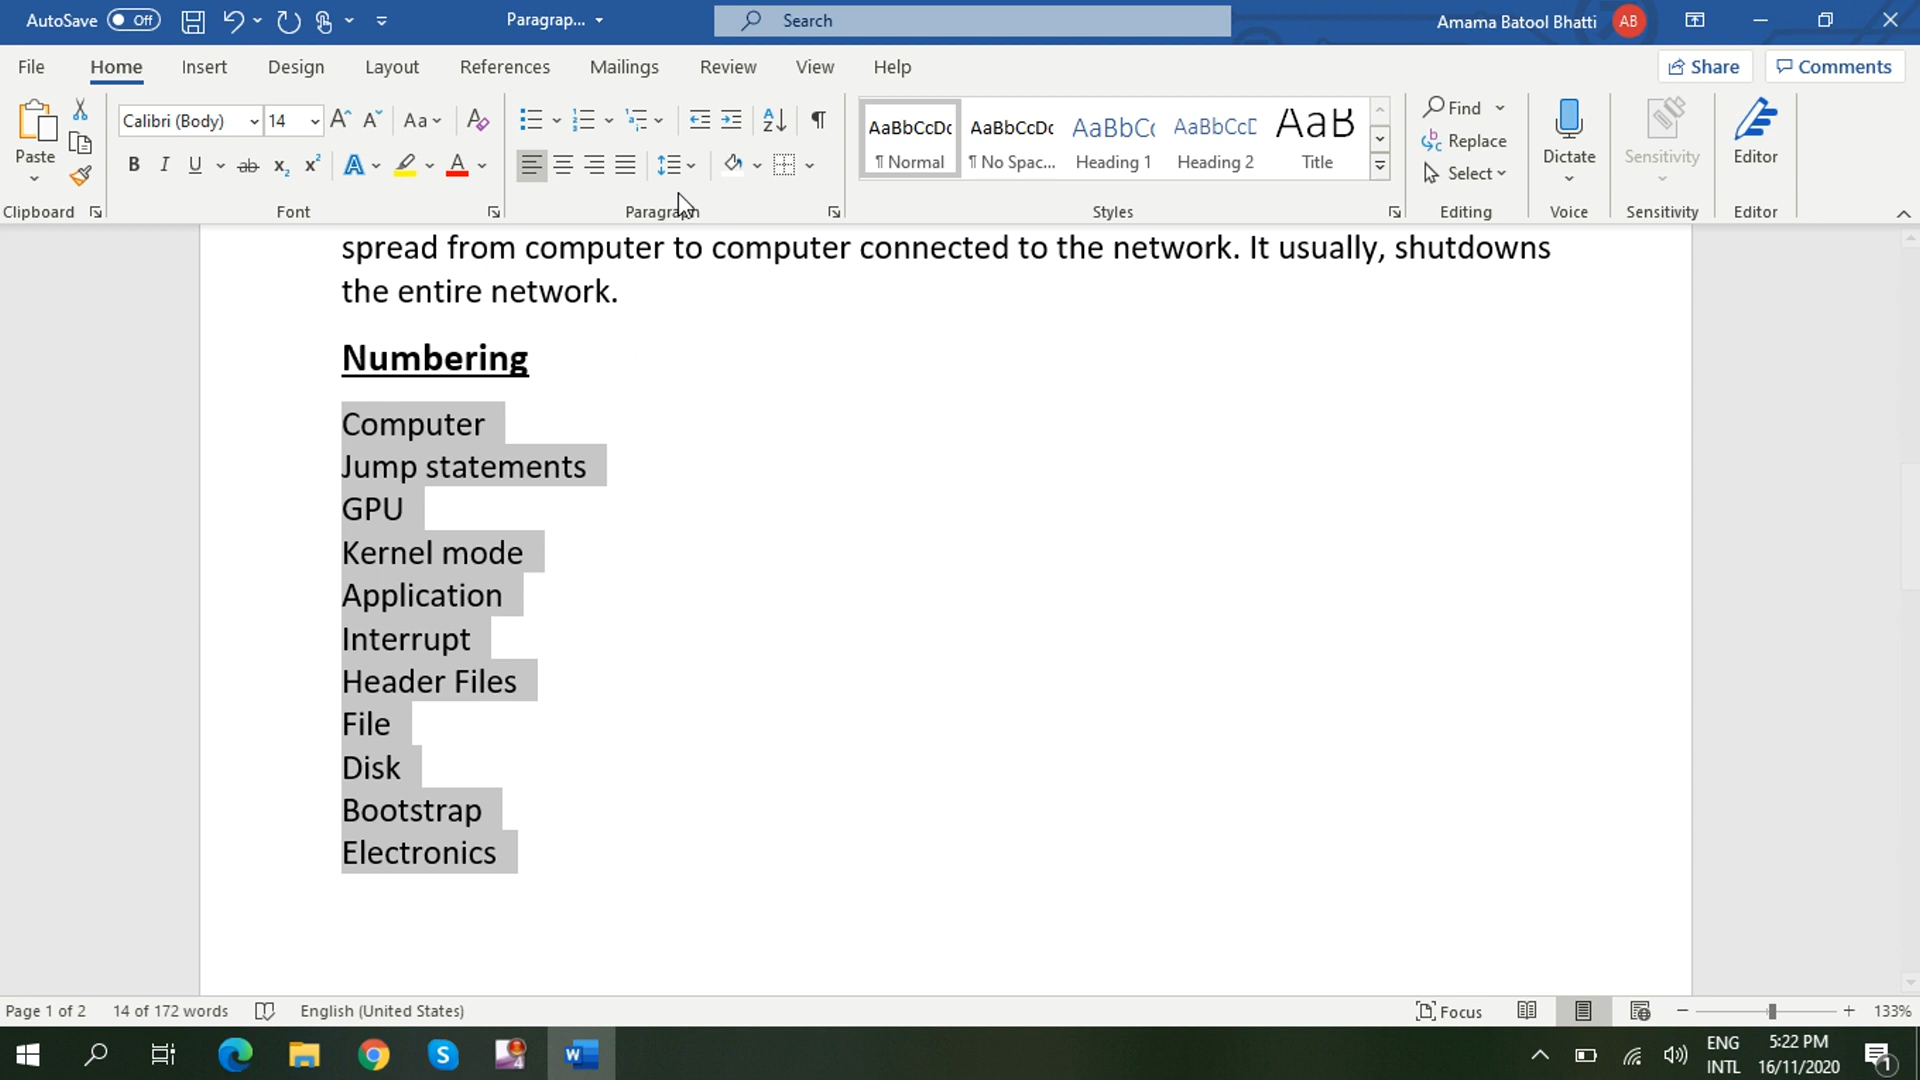 AutoSave Off Paragrap... Search Amama Batool Bhatti AB
File Home Insert Design Layout References Mailings Review View Help Share Comments
Paste
Calibri (Body) 14 Aa
AaBbCcDc AaBbCcDc AaBbCc AaBbCcD AaB
¶ Normal ¶ No Spac... Heading 1 Heading 2 Title
Find
Replace
Select
Dictate Sensitivity Editor
Clipboard Font Paragraph Styles Editing Voice Sensitivity Editor
spread from computer to computer connected to the network. It usually, shutdowns
the entire network.
Numbering
Computer
Jump statements
GPU
Kernel mode
Application
Interrupt
Header Files
File
Disk
Bootstrap
Electronics
Page 1 of 2 14 of 172 words English (United States) Focus 133%
ENG
INTL
5:22 PM
16/11/2020
1